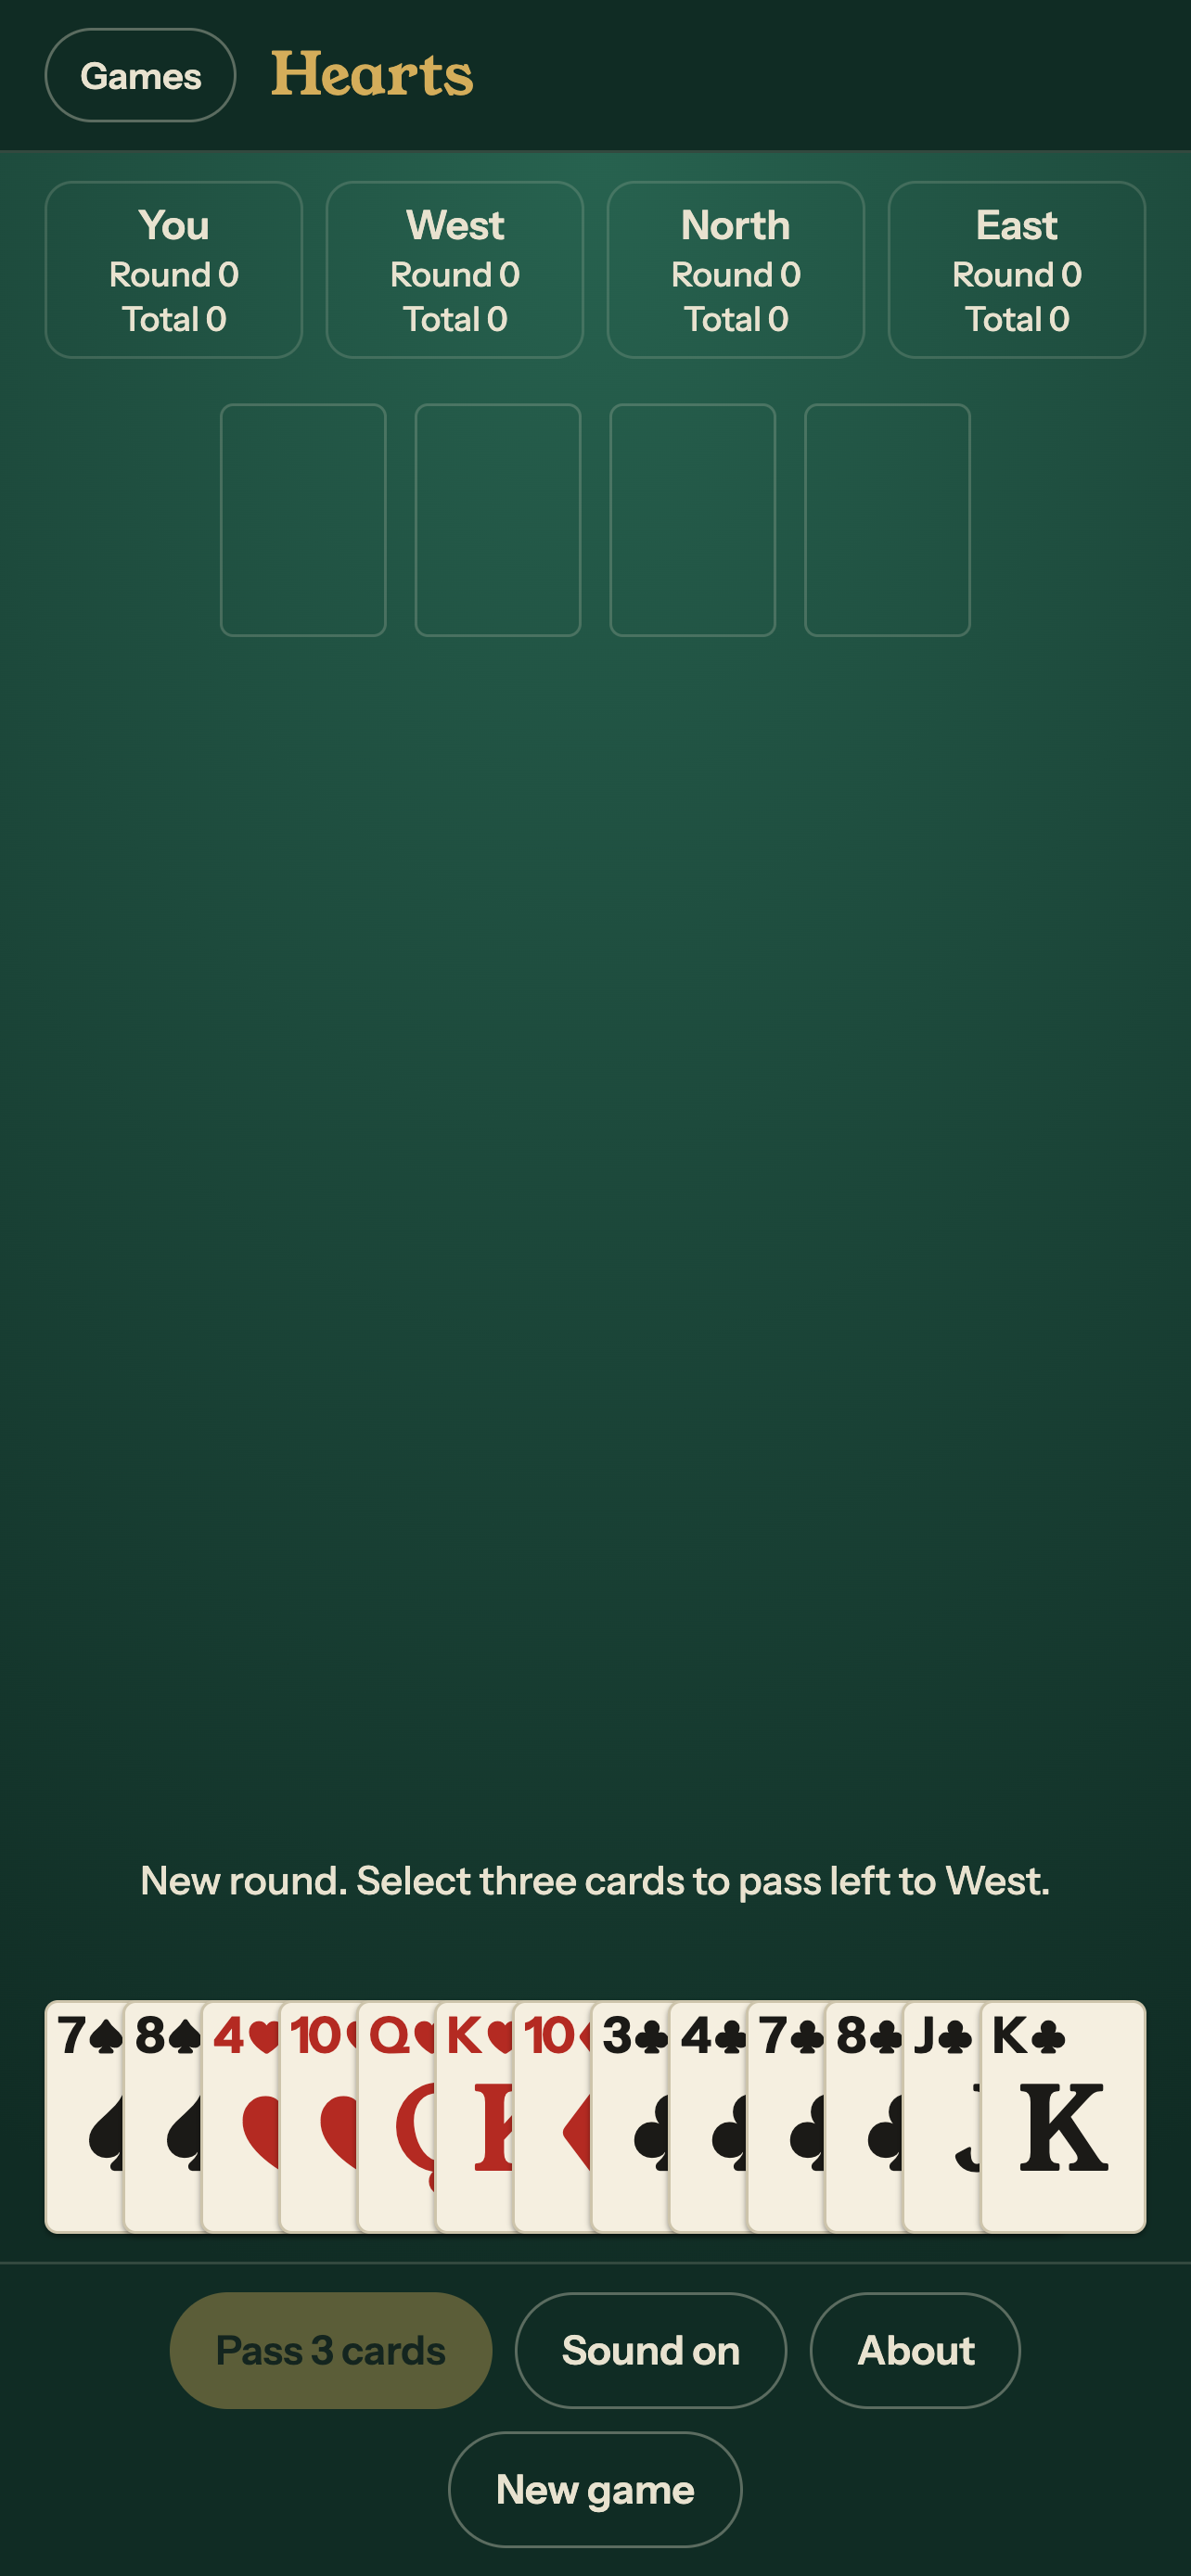 Games Hearts
You West North East
Round 0 Round 0 Round 0 Round 0
Total 0 Total 0 Total 0 Total 0
New round. Select three cards to pass left to West.
7♠ 8♠ 4♥ 10♥ Q♥ K♥ 10♦ 3♣ 4♣ 7♣ 8♣ J♣ K♣
Q K J K
Pass 3 cards Sound on About
New game